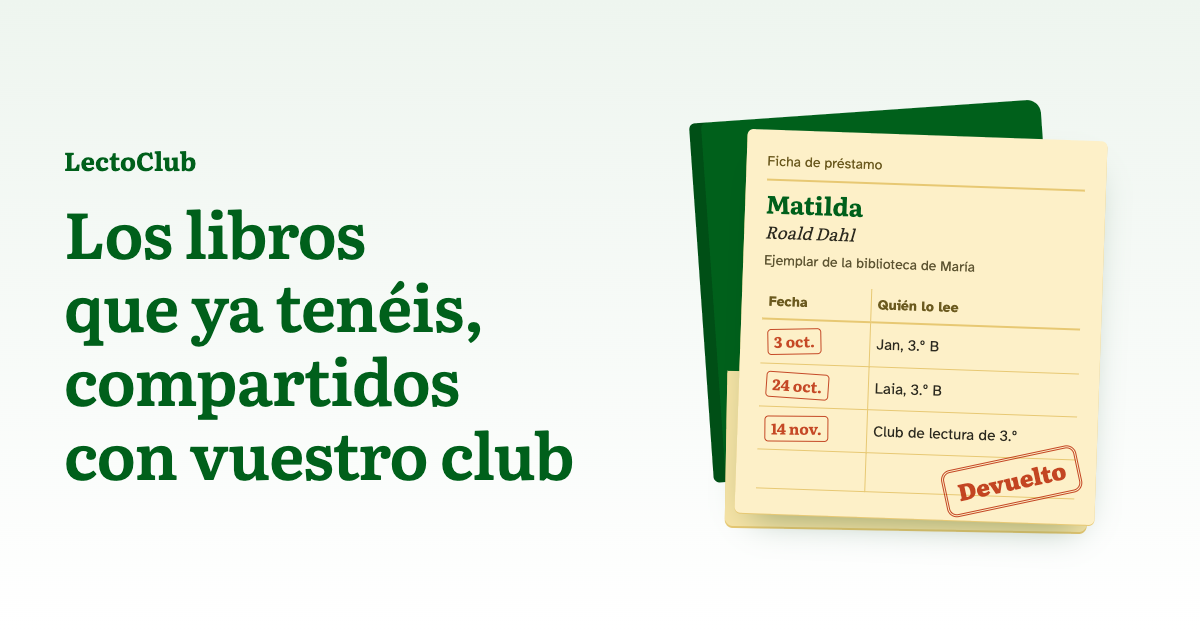 LectoClub
Los libros
que ya tenéis,
compartidos
con vuestro club
Ficha de préstamo
Matilda
Roald Dahl
Ejemplar de la biblioteca de María
Fecha Quién lo lee
3 oct. Jan, 3.º B
24 oct. Laia, 3.º B
14 nov. Club de lectura de 3.º
Devuelto